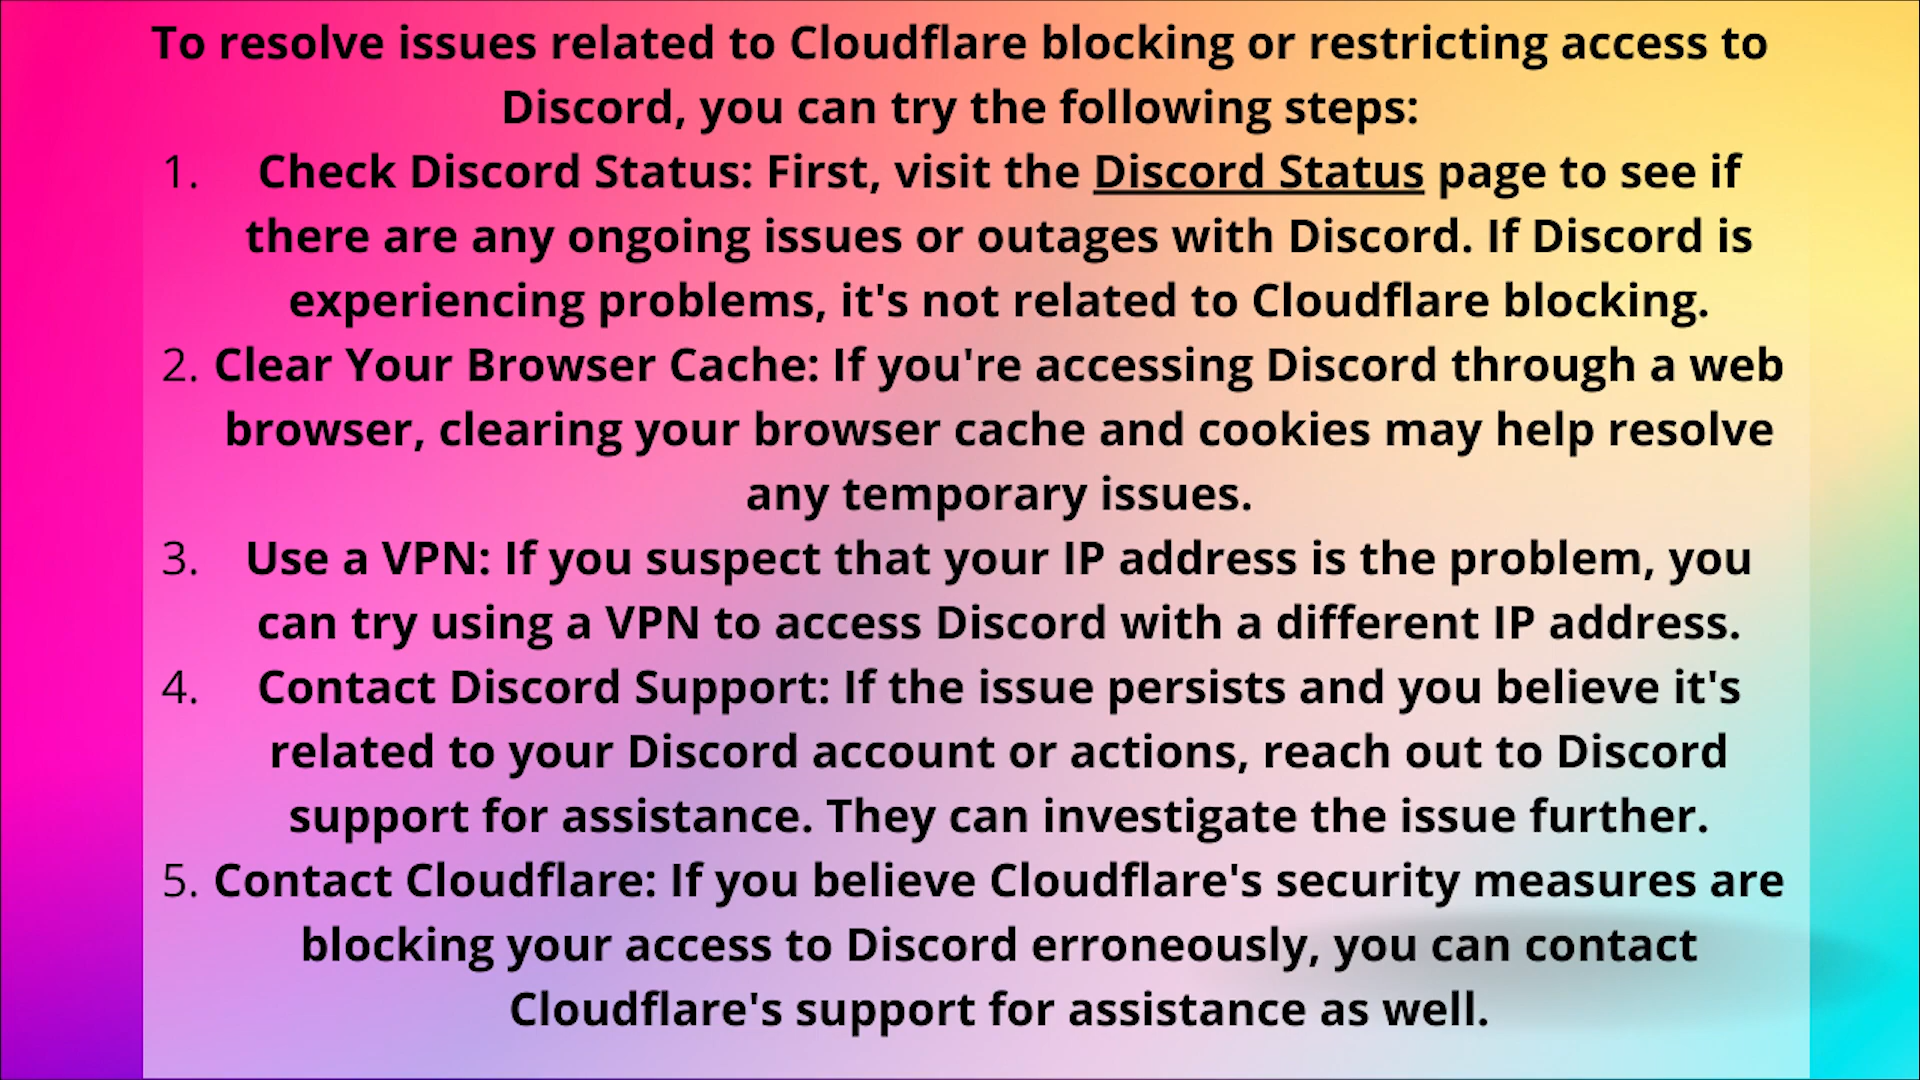 To resolve issues related to Cloudflare blocking or restricting access to
Discord, you can try the following steps:
1. Check Discord Status: First, visit the Discord Status page to see if
there are any ongoing issues or outages with Discord. If Discord is
experiencing problems, it's not related to Cloudflare blocking.
2. Clear Your Browser Cache: If you're accessing Discord through a web
browser, clearing your browser cache and cookies may help resolve
any temporary issues.
3. Use a VPN: If you suspect that your IP address is the problem, you
can try using a VPN to access Discord with a different IP address.
4. Contact Discord Support: If the issue persists and you believe it's
related to your Discord account or actions, reach out to Discord
support for assistance. They can investigate the issue further.
5. Contact Cloudflare: If you believe Cloudflare's security measures are
blocking your access to Discord erroneously, you can contact
Cloudflare's support for assistance as well.